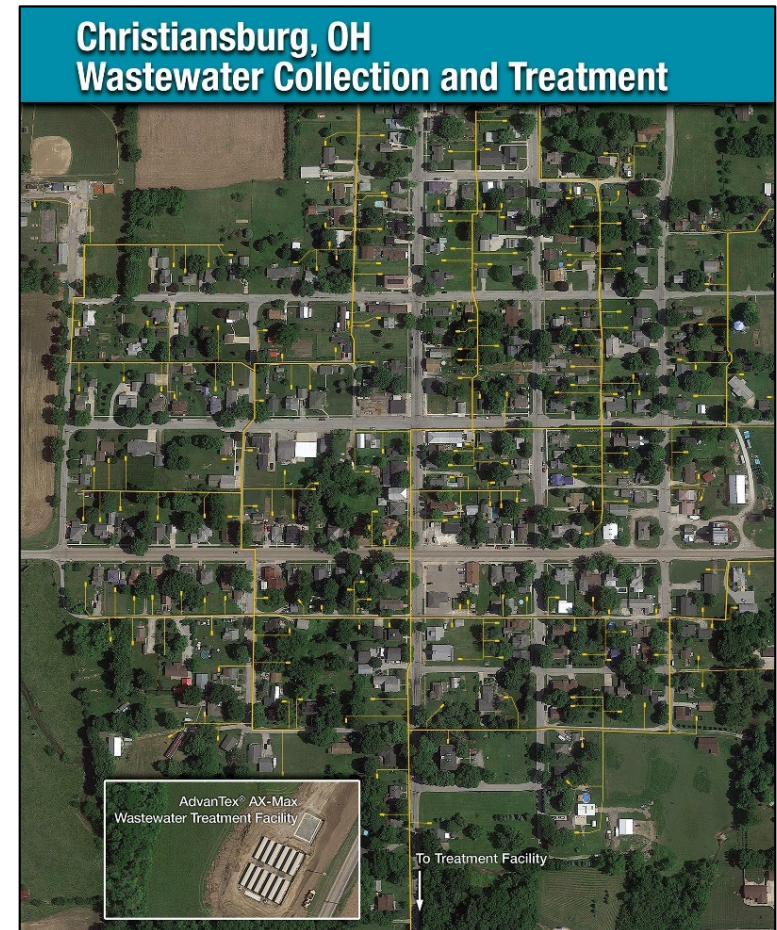 Christiansburg, OH
Wastewater Collection and Treatment
AdvanTex® AX-Max
Wastewater Treatment Facility
To Treatment Facility